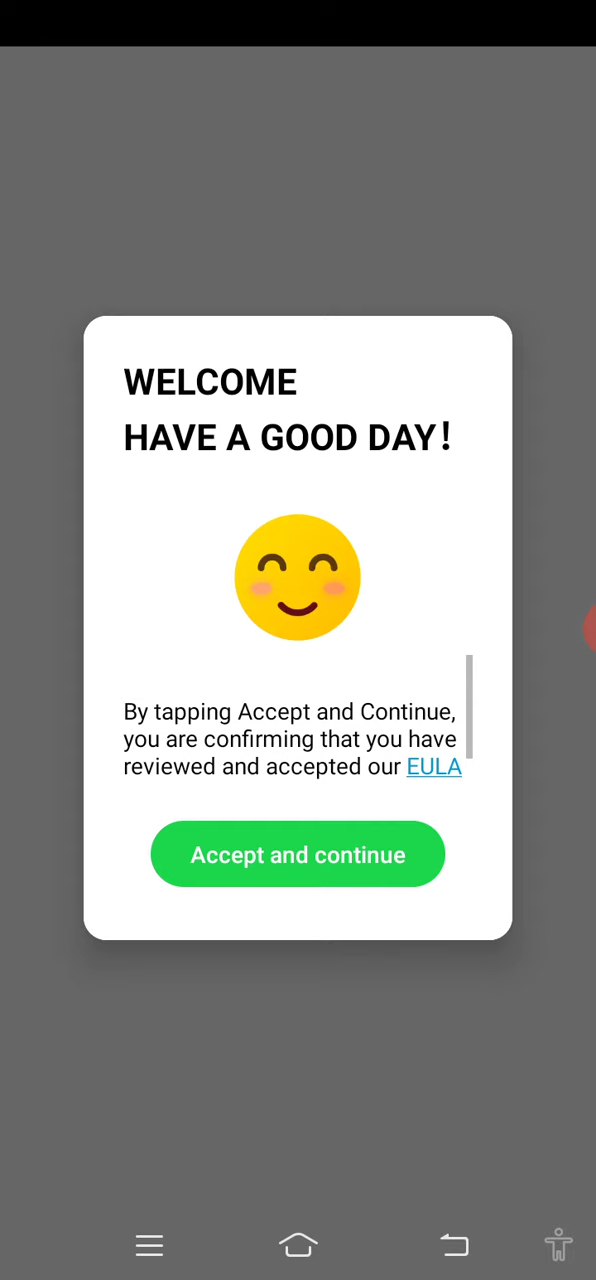 WELCOME
HAVE A GOOD DAY!
By tapping Accept and Continue,
you are confirming that you have
reviewed and accepted our EULA
Accept and continue